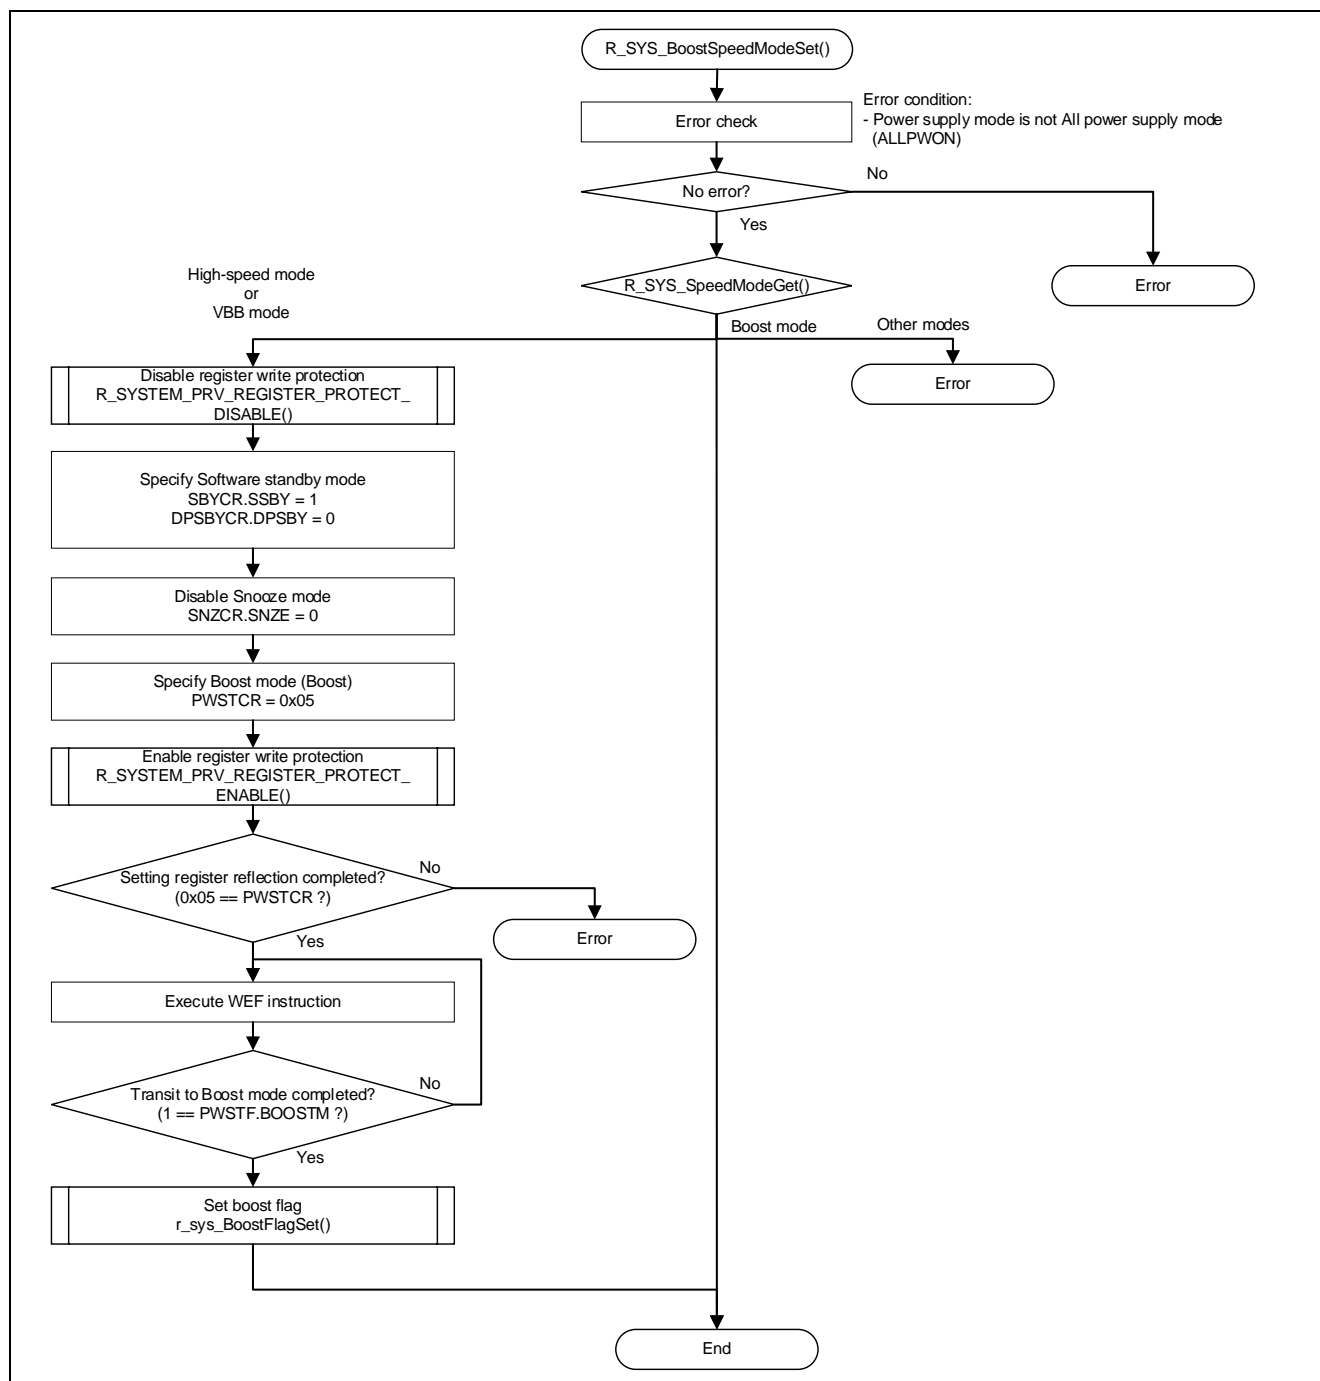 R_SYS_BoostSpeedModeSet()
Error check
Error condition:
- Power supply mode is not All power supply mode
(ALLPWON)
No error?
No
Yes
Error
R_SYS_SpeedModeGet()
High-speed mode
or
VBB mode
Boost mode
Other modes
Error
Disable register write protection
R_SYSTEM_PRV_REGISTER_PROTECT_
DISABLE()
Specify Software standby mode
SBYCR.SSBY = 1
DPSBYCR.DPSBY = 0
Disable Snooze mode
SNZCR.SNZE = 0
Specify Boost mode (Boost)
PWSTCR = 0x05
Enable register write protection
R_SYSTEM_PRV_REGISTER_PROTECT_
ENABLE()
Setting register reflection completed?
(0x05 == PWSTCR ?)
No
Error
Yes
Execute WEF instruction
Transit to Boost mode completed?
(1 == PWSTF.BOOSTM ?)
No
Yes
Set boost flag
r_sys_BoostFlagSet()
End